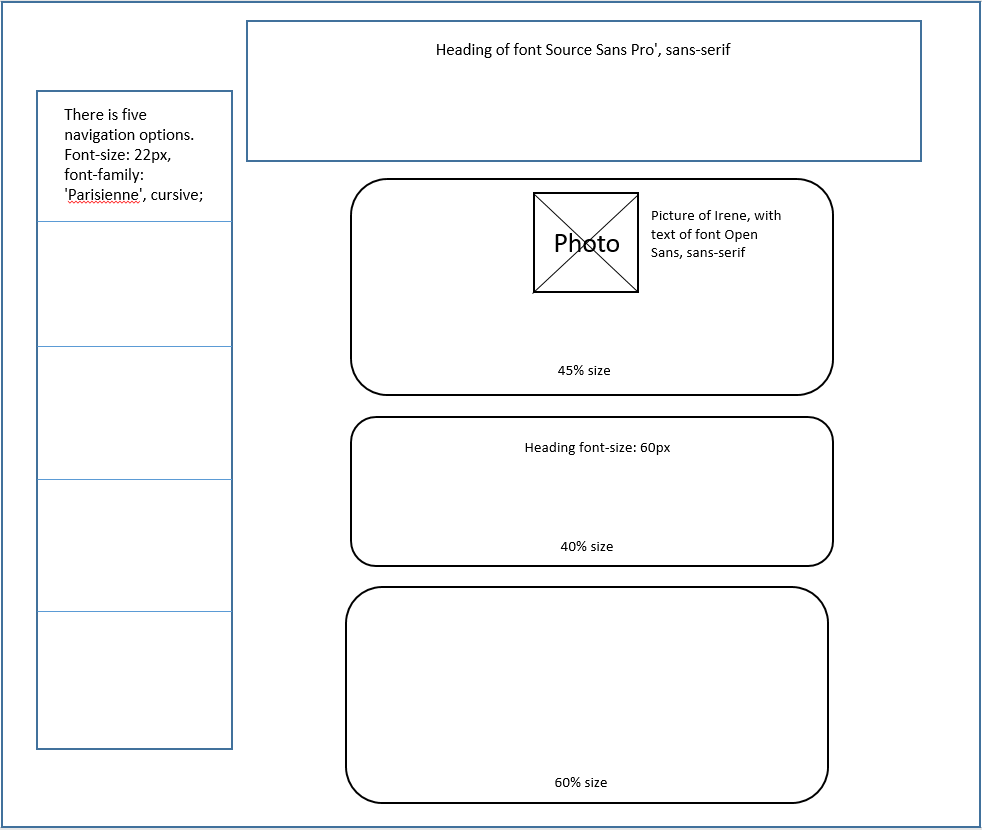 Heading of font Source Sans Pro', sans-serif
There is five
navigation options.
Font-size: 22px,
font-family:
'Parisienne', cursive;
Photo
Picture of Irene, with
text of font Open
Sans, sans-serif
45% size
Heading font-size: 60px
40% size
60% size